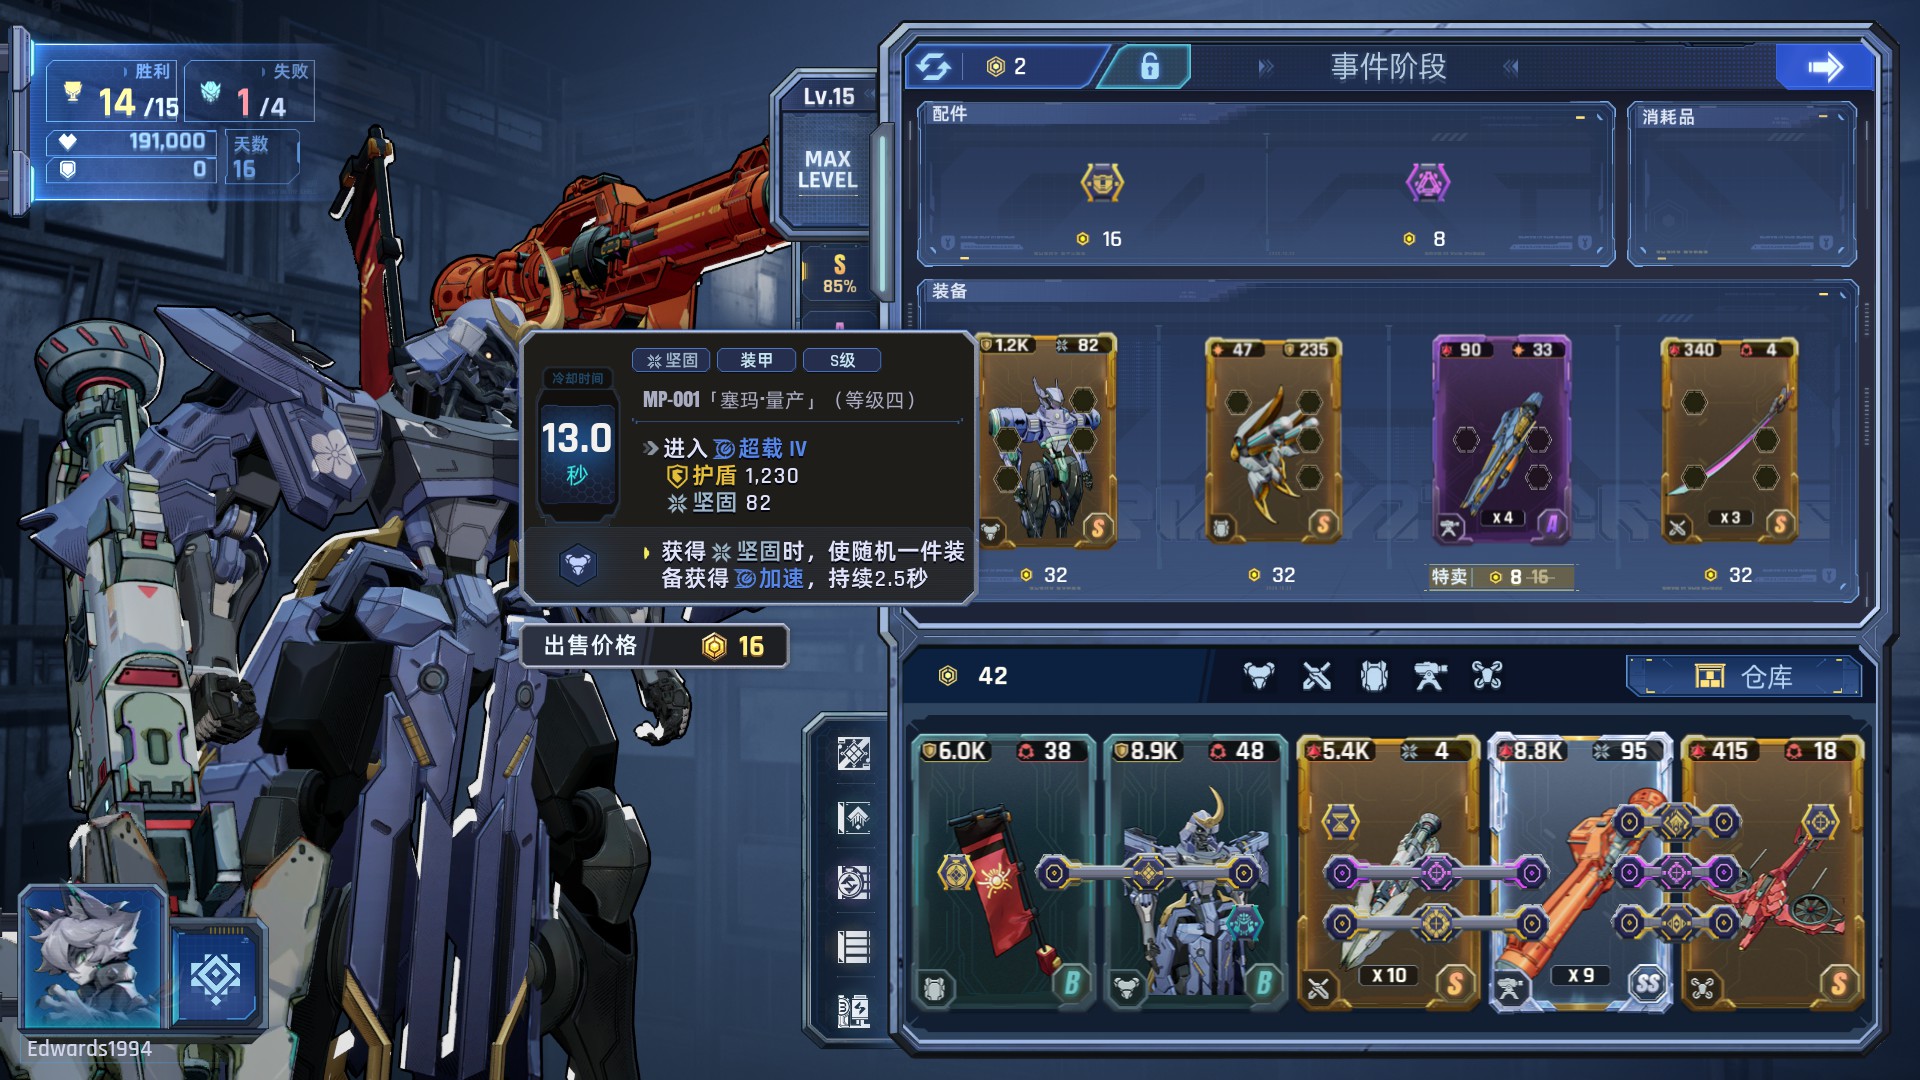 胜利
14 /15
失败
1 /4
191,000
0
天数
16
Lv.15
MAX
LEVEL
S
85%
2
事件阶段
配件
16
8
消耗品
装备
1.2K 82
S
32
47 235
S
32
90 33
x 4
A
特卖 8 16
340 4
x 3
S
32
坚固 装甲 S级
冷却时间
13.0
秒
MP-001「塞玛·量产」（等级四）
进入 超载 IV
护盾 1,230
坚固 82
获得 坚固时，使随机一件装
备获得 加速，持续2.5秒
出售价格 16
42
仓库
6.0K 38
B
8.9K 48
B
5.4K 4
x 10
S
8.8K 95
x 9
SS
415 18
S
Edwards1994